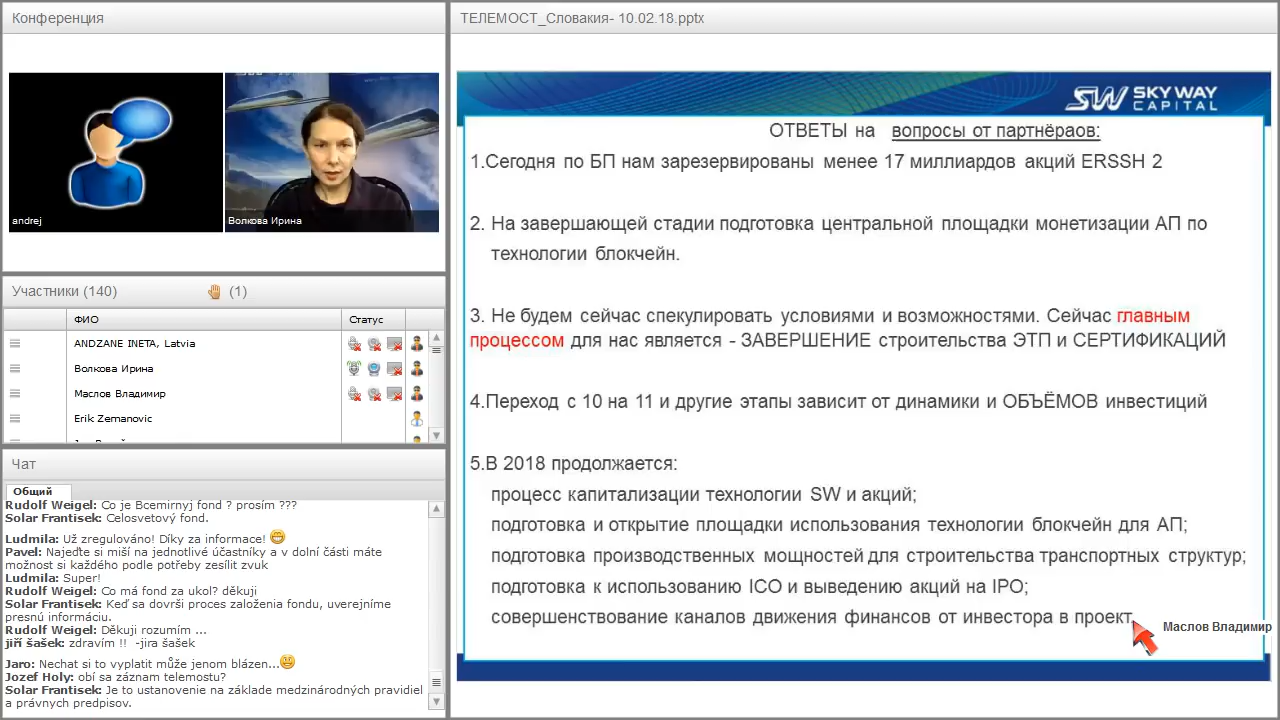 Конференция
andrej
Волкова Ирина
Участники (140)
(1)
ФИО
Статус
ANDZANE INETA, Latvia
Волкова Ирина
Маслов Владимир
Erik Zemanovic
Чат
Общий
Rudolf Weigel: Co je Bcemirnyj fond ? prosím ???
Solar Frantisek: Celosvetový fond.
Ludmila: Už zregulováno! Díky za informace!
Pavel: Najeďte si miší na jednotlivé účastníky a v dolní části máte
možnost si každého podle potřeby zesílit zvuk
Ludmila: Super!
Rudolf Weigel: Co má fond za ukol? děkuji
Solar Frantisek: Keď sa dovrši proces založenia fondu, uverejníme
presnú informáciu.
Rudolf Weigel: Děkuji rozumím ...
jiří šašek: zdravím !!  -jira šašek
Jaro: Nechat si to vyplatit může jenom blázen...
Jozef Holy: obí sa záznam telemostu?
Solar Frantisek: Je to ustanovenie na základe medzinárodných pravidiel
a právnych predpisov.
ТЕЛЕМОСТ_Словакия- 10.02.18.pptx
SW SKY WAY
CAPITAL
ОТВЕТЫ на вопросы от партнёраов:
1.Сегодня по БП нам зарезервированы менее 17 миллиардов акций ERSSH 2
2. На завершающей стадии подготовка центральной площадки монетизации АП по
технологии блокчейн.
3. Не будем сейчас спекулировать условиями и возможностями. Сейчас главным
процессом для нас является - ЗАВЕРШЕНИЕ строительства ЭТП и СЕРТИФИКАЦИЙ
4.Переход с 10 на 11 и другие этапы зависит от динамики и ОБЪЁМОВ инвестиций
5.В 2018 продолжается:
процесс капитализации технологии SW и акций;
подготовка и открытие площадки использования технологии блокчейн для АП;
подготовка производственных мощностей для строительства транспортных структур;
подготовка к использованию ICO и выведению акций на IPO;
совершенствование каналов движения финансов от инвестора в проект.
Маслов Владимир